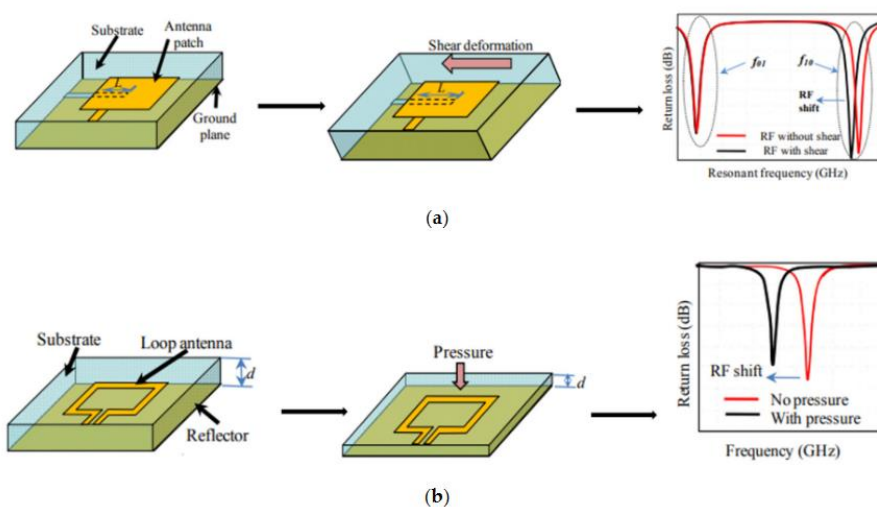 Substrate
Antenna
patch
L
Ground
plane
Shear deformation
L
Return loss (dB)
f01
f10
RF
shift
RF without shear
RF with shear
Resonant frequency (GHz)
(a)
Substrate
Loop antenna
d
Reflector
Pressure
d
Return loss (dB)
RF shift
No pressure
With pressure
Frequency (GHz)
(b)